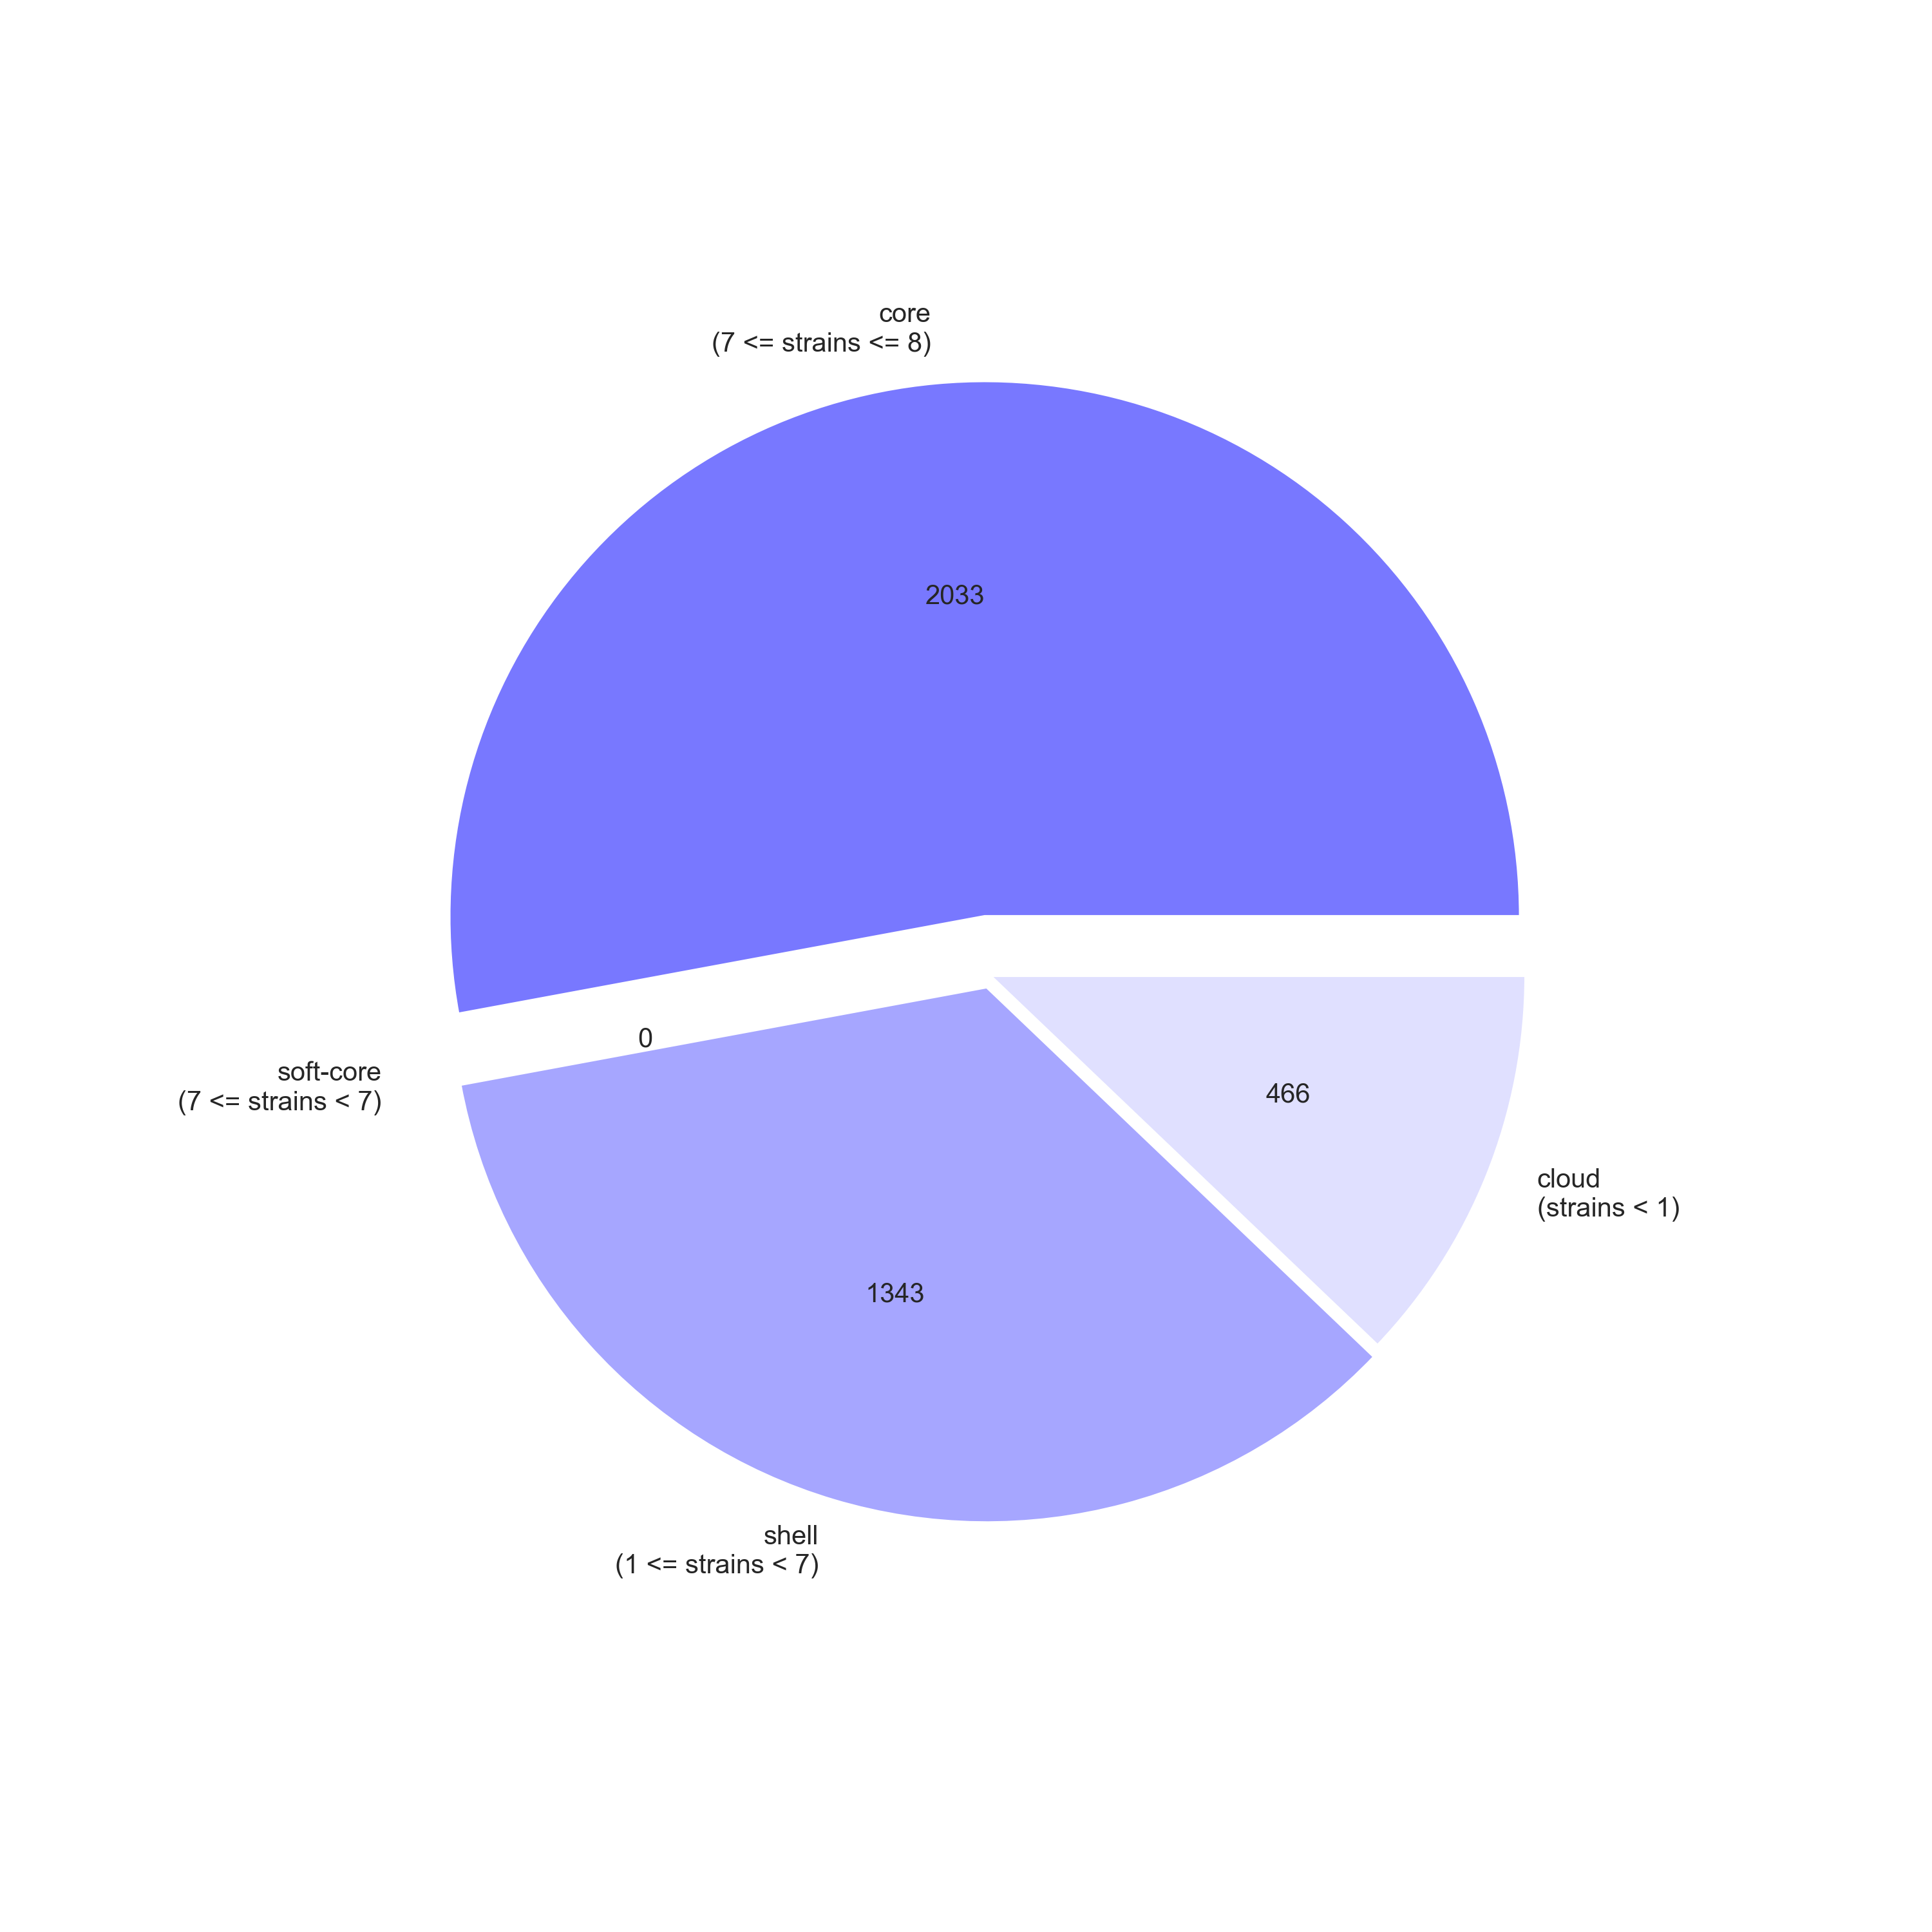 core
(7 <= strains <= 8)
2033
0
soft-core
(7 <= strains < 7)
466
cloud
(strains < 1)
1343
shell
(1 <= strains < 7)